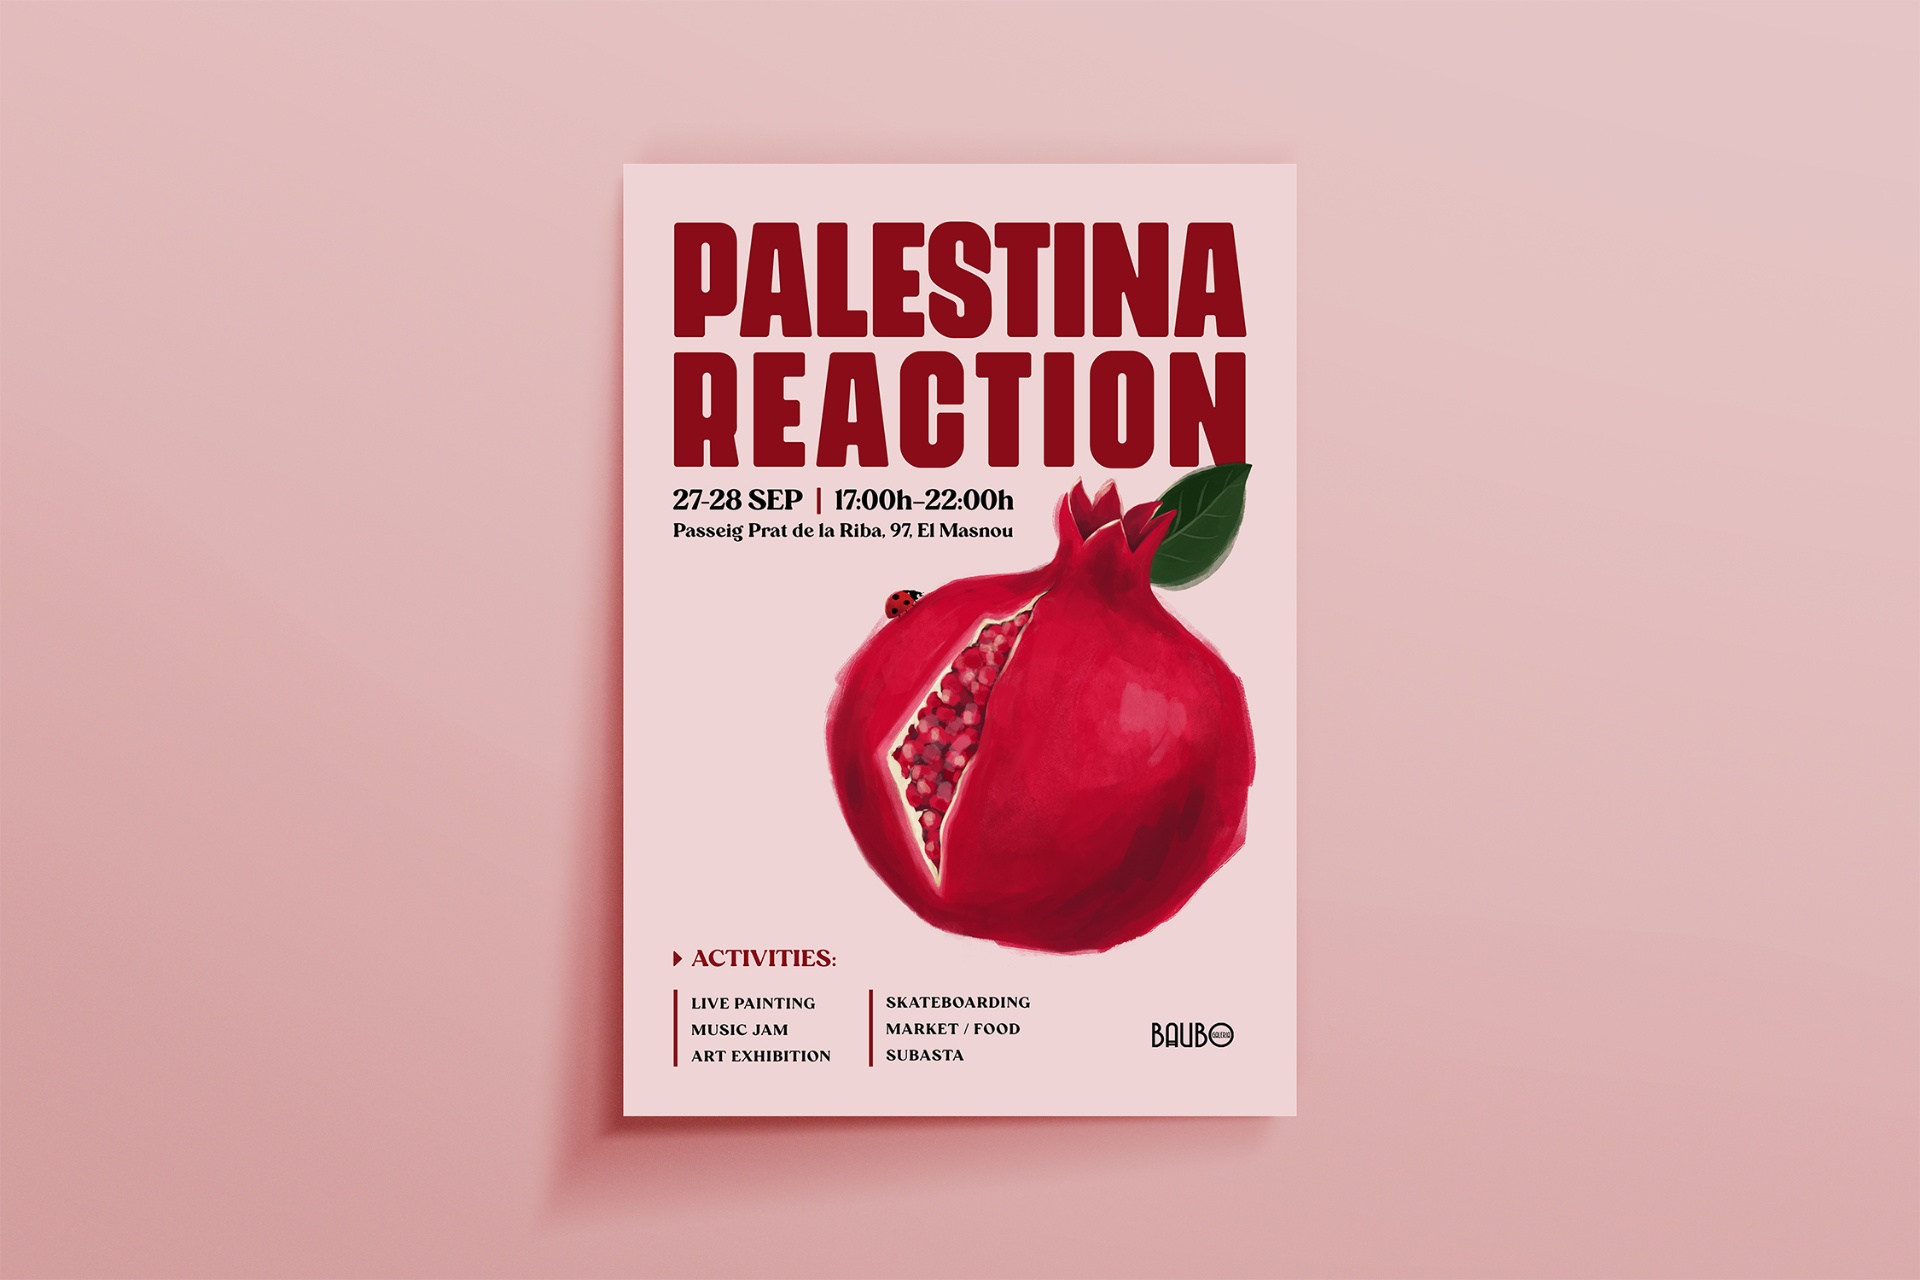 PALESTINA
REACTION
27-28 SEP | 17:00h-22:00h
Passeig Prat de la Riba, 97, El Masnou
ACTIVITIES:
LIVE PAINTING
MUSIC JAM
ART EXHIBITION
SKATEBOARDING
MARKET / FOOD
SUBASTA
BAUBO
GALERIA